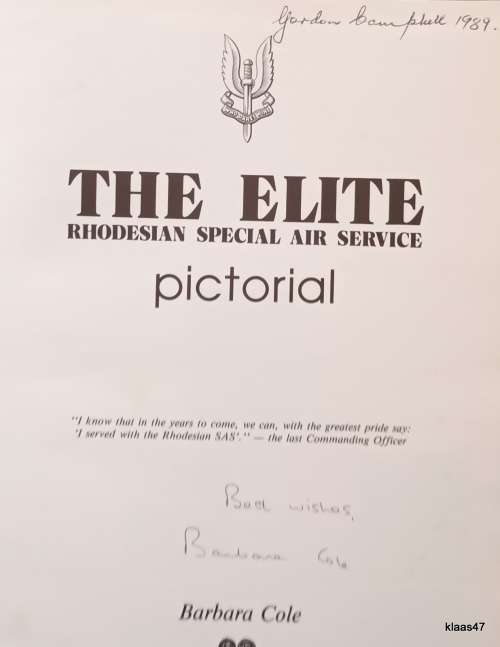 Gordon Campbell 1989.
THE ELITE
RHODESIAN SPECIAL AIR SERVICE
pictorial
"I know that in the years to come, we can, with the greatest pride say:
'I served with the Rhodesian SAS'." — the last Commanding Officer
Best wishes,
Barbara Cole
Barbara Cole
klaas47